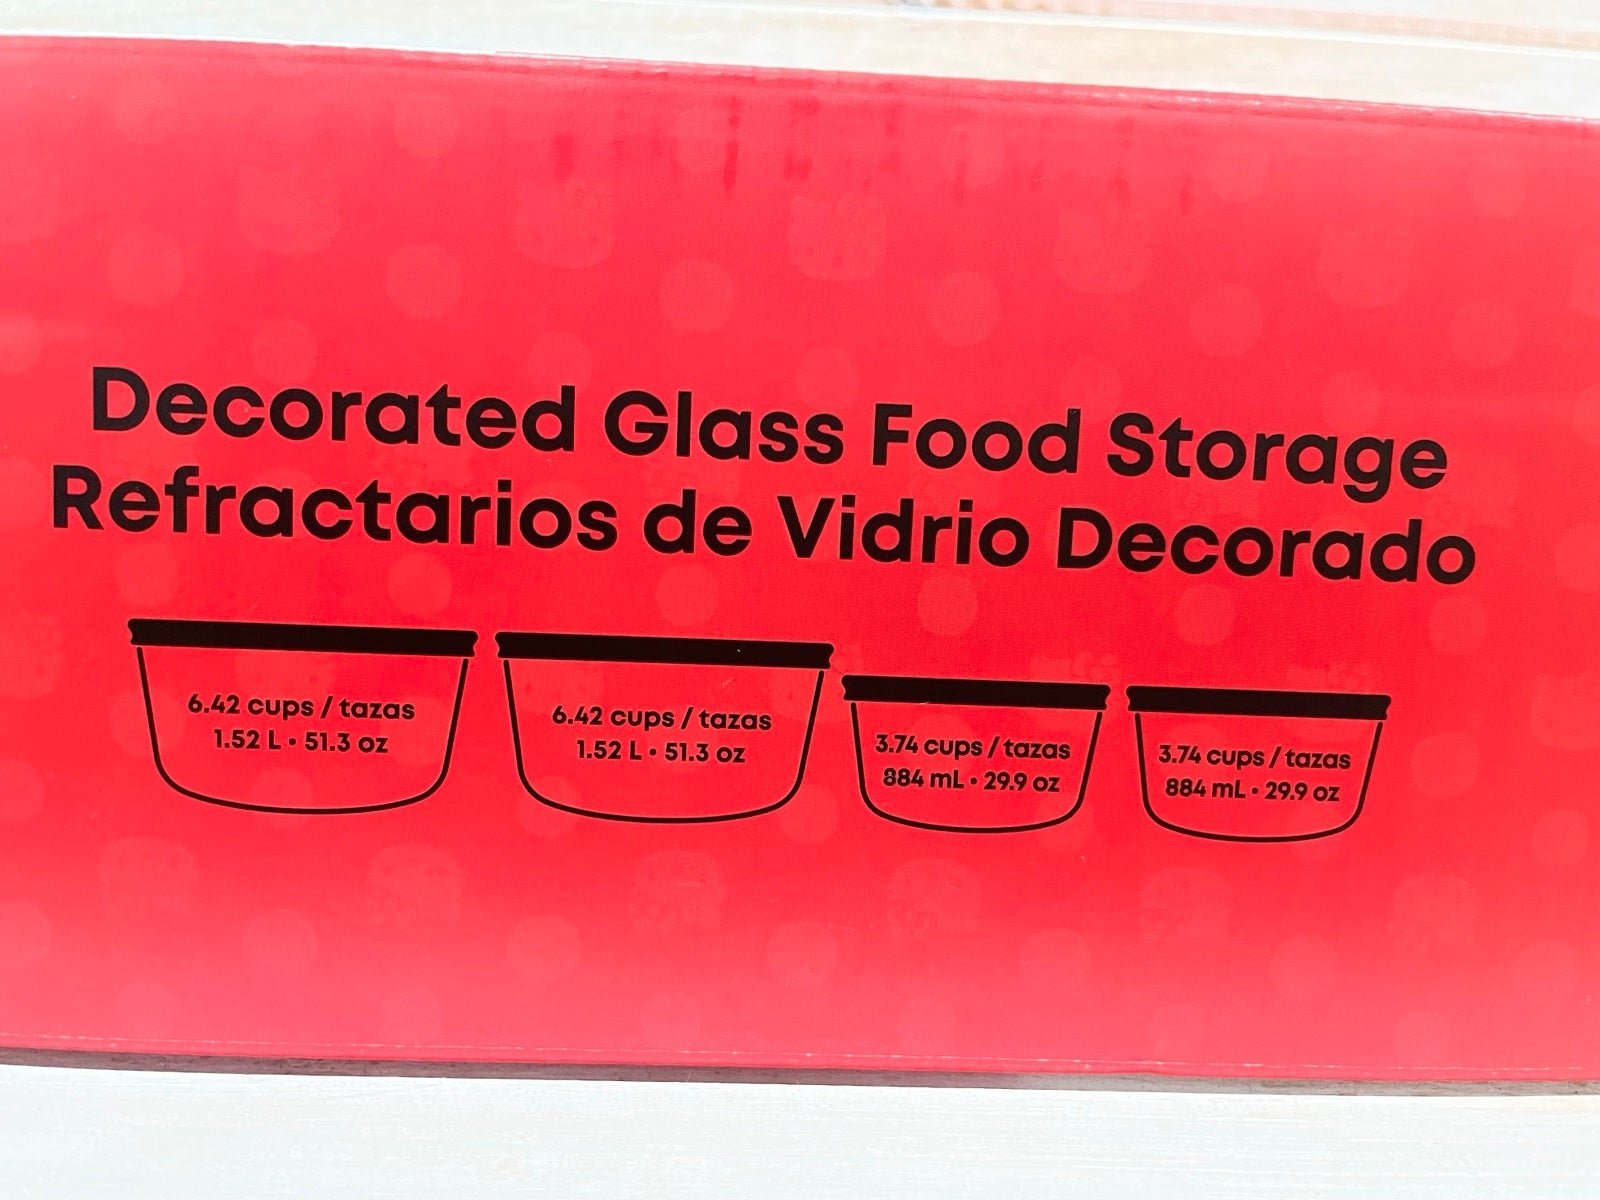 Decorated Glass Food Storage
Refractarios de Vidrio Decorado
6.42 cups / tazas
1.52 L • 51.3 oz
6.42 cups / tazas
1.52 L • 51.3 oz
3.74 cups / tazas
884 mL • 29.9 oz
3.74 cups / tazas
884 mL • 29.9 oz